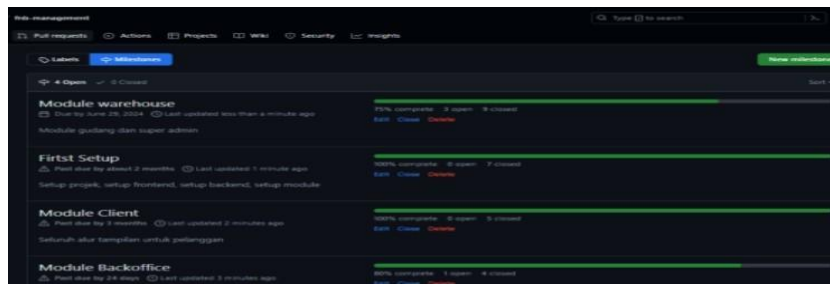 fnb-management
Type / to search
Pull requests Actions Projects Wiki Security Insights
Labels Milestones New milestone
4 Open 0 Closed Sort
Module warehouse
Due by June 29, 2024 Last updated less than a minute ago
Module gudang dan super admin
75% complete 3 open 9 closed
Edit Close Delete
Firtst Setup
Past due by about 2 months Last updated 1 minute ago
Setup projek, setup frontend, setup backend, setup module
100% complete 0 open 7 closed
Edit Close Delete
Module Client
Past due by 3 months Last updated 2 minutes ago
Seluruh alur tampilan untuk pelanggan
100% complete 0 open 5 closed
Edit Close Delete
Module Backoffice
Past due by 24 days Last updated 3 minutes ago
80% complete 1 open 4 closed
Edit Close Delete